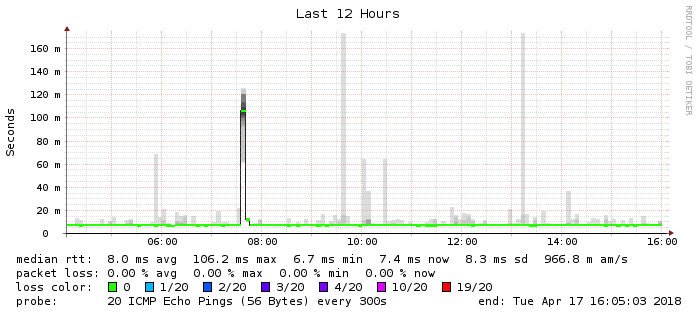 Last 12 Hours
RRDTOOL / TOBI OETIKER
Seconds
160 m
140 m
120 m
100 m
80 m
60 m
40 m
20 m
0
06:00 08:00 10:00 12:00 14:00 16:00
median rtt: 8.0 ms avg 106.2 ms max 6.7 ms min 7.4 ms now 8.3 ms sd 966.8 m am/s
packet loss: 0.00 % avg 0.00 % max 0.00 % min 0.00 % now
loss color: 0 1/20 2/20 3/20 4/20 10/20 19/20
probe: 20 ICMP Echo Pings (56 Bytes) every 300s end: Tue Apr 17 16:05:03 2018